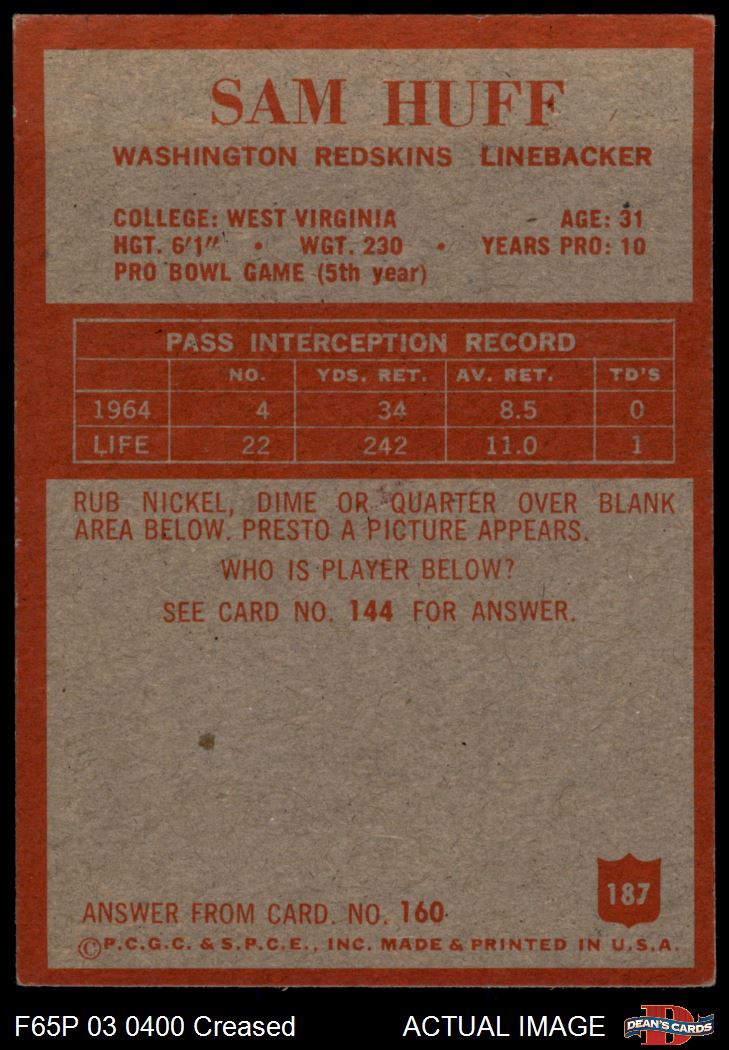 SAM HUFF
WASHINGTON REDSKINS LINEBACKER
COLLEGE: WEST VIRGINIA AGE: 31
HGT. 6'1" • WGT. 230 • YEARS PRO: 10
PRO BOWL GAME (5th year)
PASS INTERCEPTION RECORD
NO. YDS. RET. AV. RET. TD'S
1964 4 34 8.5 0
LIFE 22 242 11.0 1
RUB NICKEL, DIME OR QUARTER OVER BLANK
AREA BELOW. PRESTO A PICTURE APPEARS.
WHO IS PLAYER BELOW?
SEE CARD NO. 144 FOR ANSWER.
187
ANSWER FROM CARD. NO. 160
©P.C.G.C. & S.P.C.E., INC. MADE & PRINTED IN U.S.A.
F65P 03 0400 Creased ACTUAL IMAGE DEAN'S CARDS